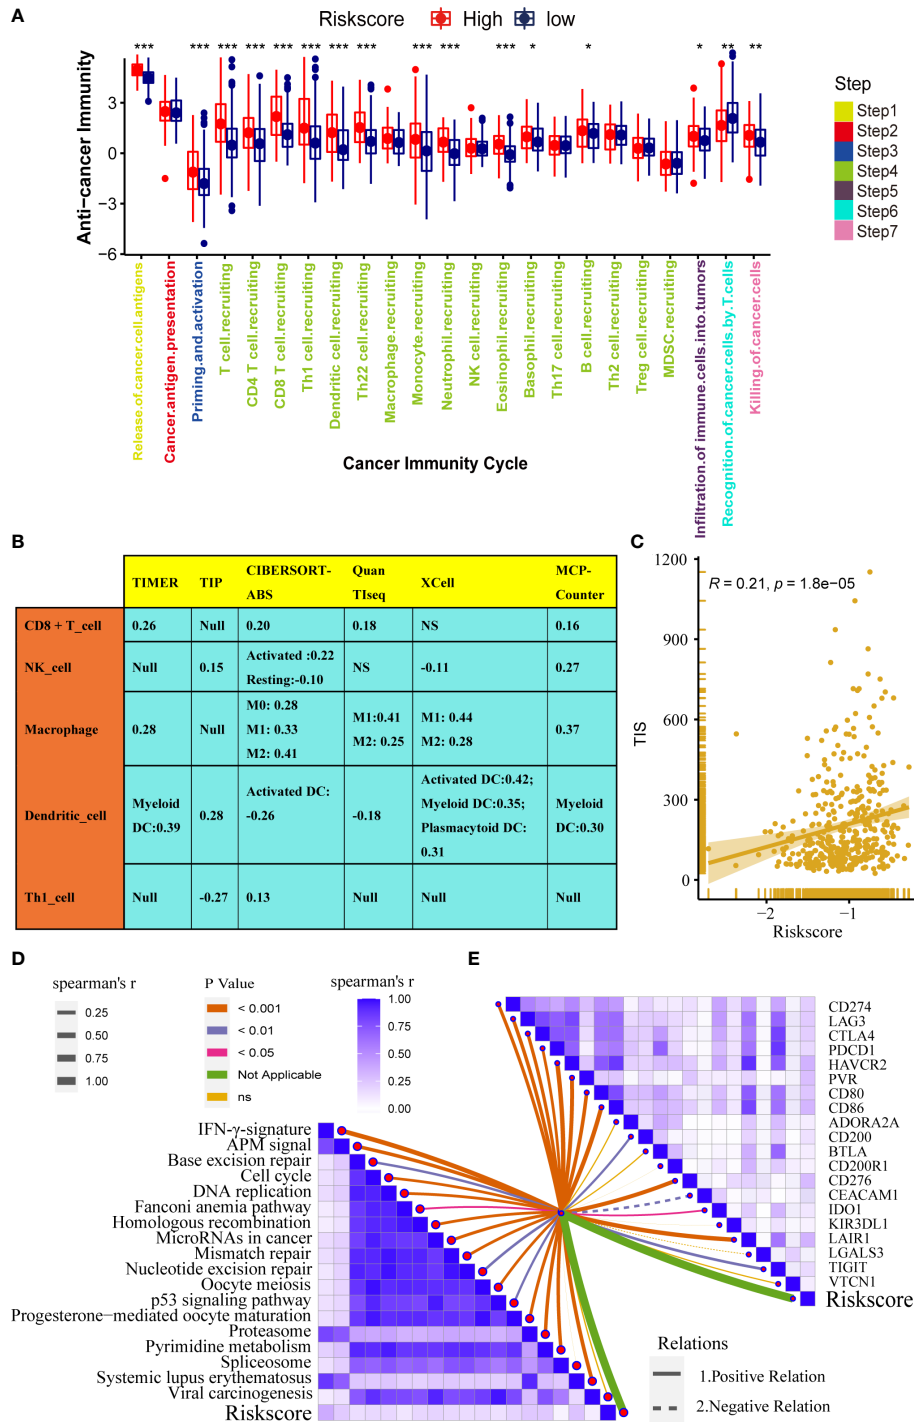 A
Riskscore High low
*** *** *** *** *** *** *** *** *** *** *** * * * ** **
Anti-cancer Immunity
3
0
−3
−6
Step
Step1
Step2
Step3
Step4
Step5
Step6
Step7
Release.of.cancer.cell.antigens
Cancer.antigen.presentation
Priming.and.activation
T cell.recruiting
CD4 T cell.recruiting
CD8 T cell.recruiting
Th1 cell.recruiting
Dendritic cell.recruiting
Th22 cell.recruiting
Macrophage.recruiting
Monocyte.recruiting
Neutrophil.recruiting
NK cell.recruiting
Eosinophil.recruiting
Basophil.recruiting
Th17 cell.recruiting
B cell.recruiting
Th2 cell.recruiting
Treg cell.recruiting
MDSC.recruiting
Infiltration.of immune.cells.into.tumors
Recognition.of.cancer.cells.by.T.cells
Killing.of.cancer.cells
Cancer Immunity Cycle
B
TIMER TIP CIBERSORT-ABS Quan TIseq XCell MCP-Counter
CD8 + T_cell 0.26 Null 0.20 0.18 NS 0.16
NK_cell Null 0.15 Activated :0.22 Resting:-0.10 NS -0.11 0.27
Macrophage 0.28 Null M0: 0.28 M1: 0.33 M2: 0.41 M1:0.41 M2: 0.25 M1: 0.44 M2: 0.28 0.37
Dendritic_cell Myeloid DC:0.39 0.28 Activated DC: -0.26 -0.18 Activated DC:0.42; Myeloid DC:0.35; Plasmacytoid DC: 0.31 Myeloid DC:0.30
Th1_cell Null -0.27 0.13 Null Null Null
C
R = 0.21, p = 1.8e−05
TIS
1200
900
600
300
0
−2 −1
Riskscore
D
spearman's r
0.25
0.50
0.75
1.00
P Value
< 0.001
< 0.01
< 0.05
Not Applicable
ns
spearman's r
1.00
0.75
0.50
0.25
0.00
IFN-γ-signature
APM signal
Base excision repair
Cell cycle
DNA replication
Fanconi anemia pathway
Homologous recombination
MicroRNAs in cancer
Mismatch repair
Nucleotide excision repair
Oocyte meiosis
p53 signaling pathway
Progesterone−mediated oocyte maturation
Proteasome
Pyrimidine metabolism
Spliceosome
Systemic lupus erythematosus
Viral carcinogenesis
Riskscore
E
CD274
LAG3
CTLA4
PDCD1
HAVCR2
PVR
CD80
CD86
ADORA2A
CD200
BTLA
CD200R1
CD276
CEACAM1
IDO1
KIR3DL1
LAIR1
LGALS3
TIGIT
VTCN1
Riskscore
Relations
1.Positive Relation
2.Negative Relation